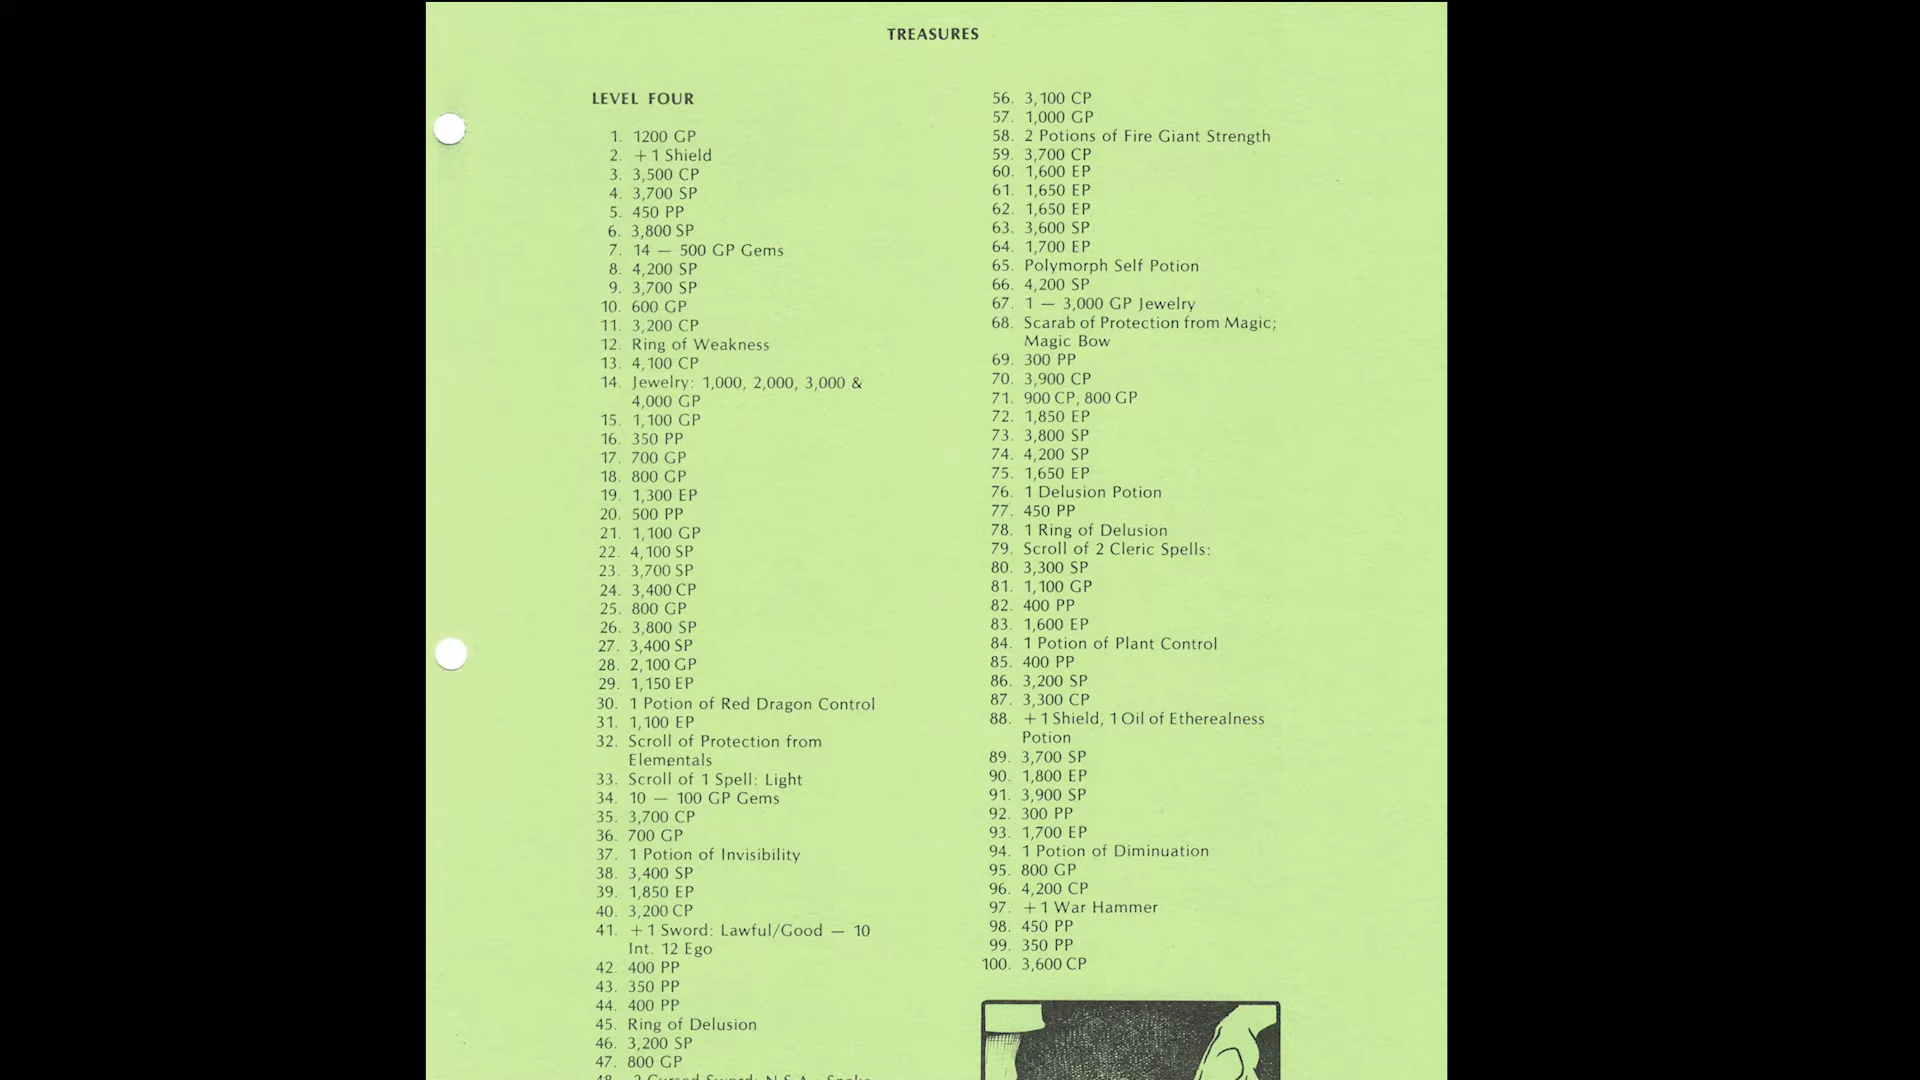 TREASURES
LEVEL FOUR
1. 1200 GP
2. +1 Shield
3. 3,500 CP
4. 3,700 SP
5. 450 PP
6. 3,800 SP
7. 14 — 500 GP Gems
8. 4,200 SP
9. 3,700 SP
10. 600 GP
11. 3,200 CP
12. Ring of Weakness
13. 4,100 CP
14. Jewelry: 1,000, 2,000, 3,000 &
4,000 GP
15. 1,100 GP
16. 350 PP
17. 700 GP
18. 800 GP
19. 1,300 EP
20. 500 PP
21. 1,100 GP
22. 4,100 SP
23. 3,700 SP
24. 3,400 CP
25. 800 GP
26. 3,800 SP
27. 3,400 SP
28. 2,100 GP
29. 1,150 EP
30. 1 Potion of Red Dragon Control
31. 1,100 EP
32. Scroll of Protection from
Elementals
33. Scroll of 1 Spell: Light
34. 10 — 100 GP Gems
35. 3,700 CP
36. 700 GP
37. 1 Potion of Invisibility
38. 3,400 SP
39. 1,850 EP
40. 3,200 CP
41. +1 Sword: Lawful/Good — 10
Int. 12 Ego
42. 400 PP
43. 350 PP
44. 400 PP
45. Ring of Delusion
46. 3,200 SP
47. 800 GP
56. 3,100 CP
57. 1,000 GP
58. 2 Potions of Fire Giant Strength
59. 3,700 CP
60. 1,600 EP
61. 1,650 EP
62. 1,650 EP
63. 3,600 SP
64. 1,700 EP
65. Polymorph Self Potion
66. 4,200 SP
67. 1 — 3,000 GP Jewelry
68. Scarab of Protection from Magic;
Magic Bow
69. 300 PP
70. 3,900 CP
71. 900 CP, 800 GP
72. 1,850 EP
73. 3,800 SP
74. 4,200 SP
75. 1,650 EP
76. 1 Delusion Potion
77. 450 PP
78. 1 Ring of Delusion
79. Scroll of 2 Cleric Spells:
80. 3,300 SP
81. 1,100 GP
82. 400 PP
83. 1,600 EP
84. 1 Potion of Plant Control
85. 400 PP
86. 3,200 SP
87. 3,300 CP
88. +1 Shield, 1 Oil of Etherealness
Potion
89. 3,700 SP
90. 1,800 EP
91. 3,900 SP
92. 300 PP
93. 1,700 EP
94. 1 Potion of Diminuation
95. 800 GP
96. 4,200 CP
97. +1 War Hammer
98. 450 PP
99. 350 PP
100. 3,600 CP